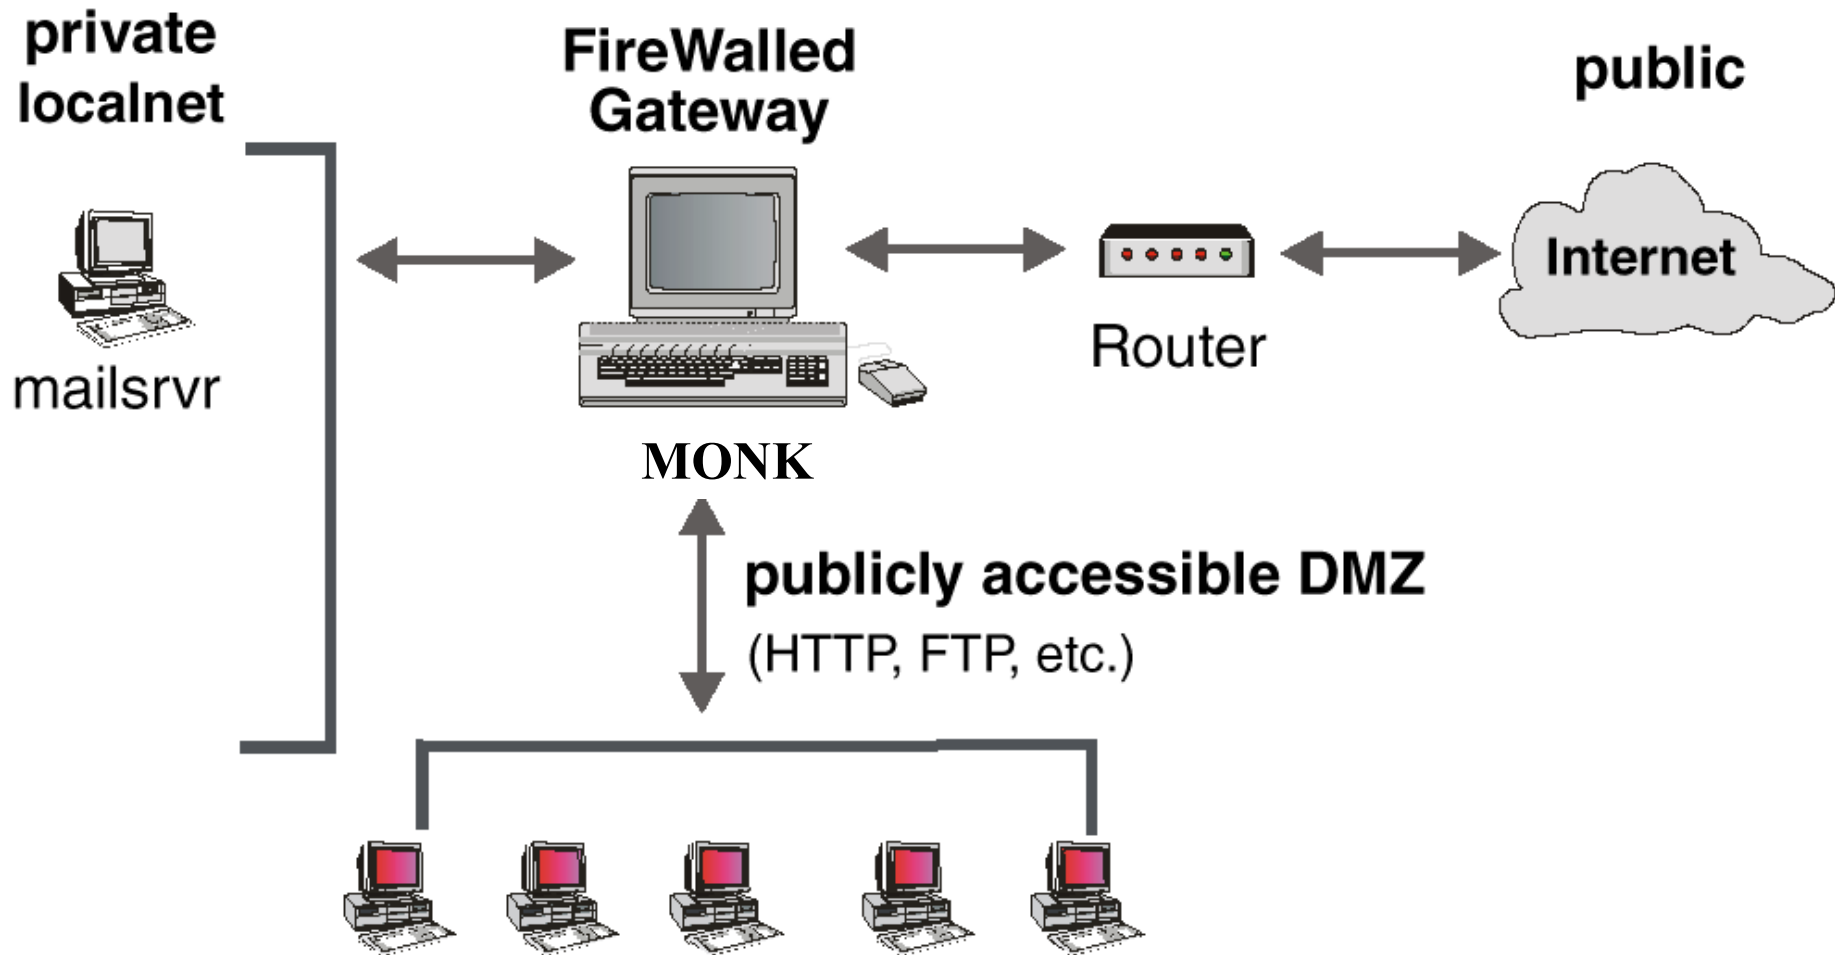 private
localnet
FireWalled
Gateway
public
Internet
Router
mailsrvr
MONK
publicly accessible DMZ
(HTTP, FTP, etc.)